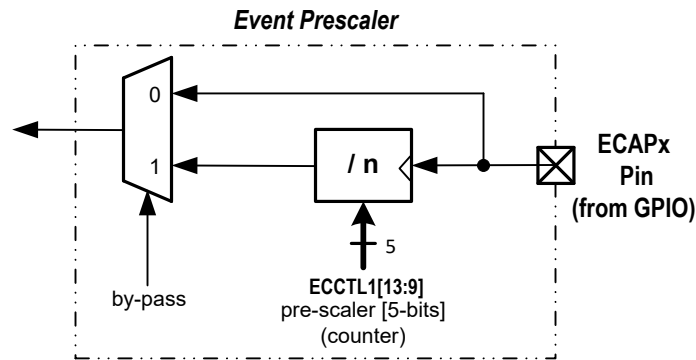 Event Prescaler
0
1
/ n
ECAPx
Pin
(from GPIO)
5
by-pass
ECCTL1[13:9]
pre-scaler [5-bits]
(counter)